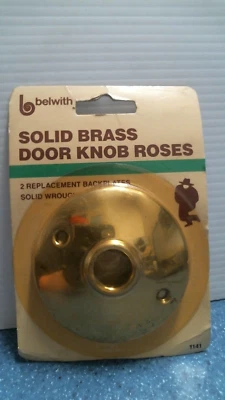 belwith
SOLID BRASS
DOOR KNOB ROSES
2 REPLACEMENT BACKPLATES
SOLID WROUGHT
1141